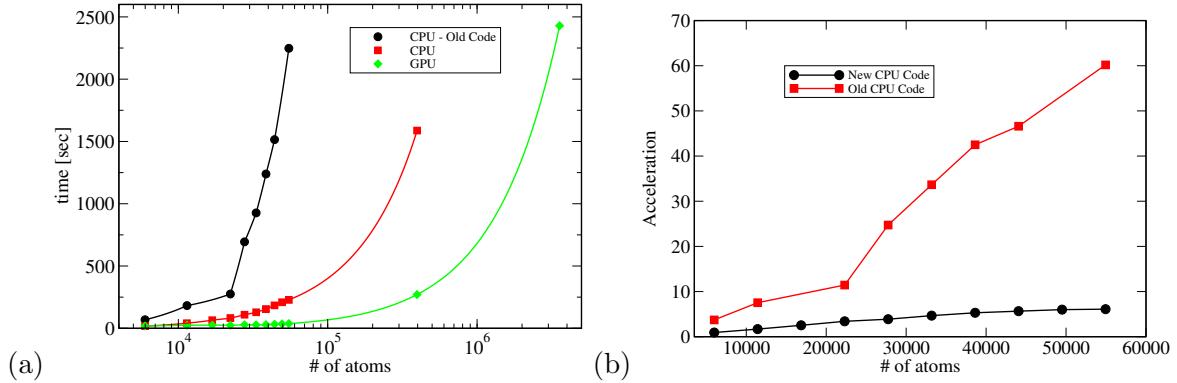 2500
2000
1500
1000
500
0
time [sec]
CPU - Old Code
CPU
GPU
10^4
10^5
10^6
# of atoms
(a)
70
60
50
40
30
20
10
0
Acceleration
New CPU Code
Old CPU Code
10000
20000
30000
40000
50000
60000
# of atoms
(b)